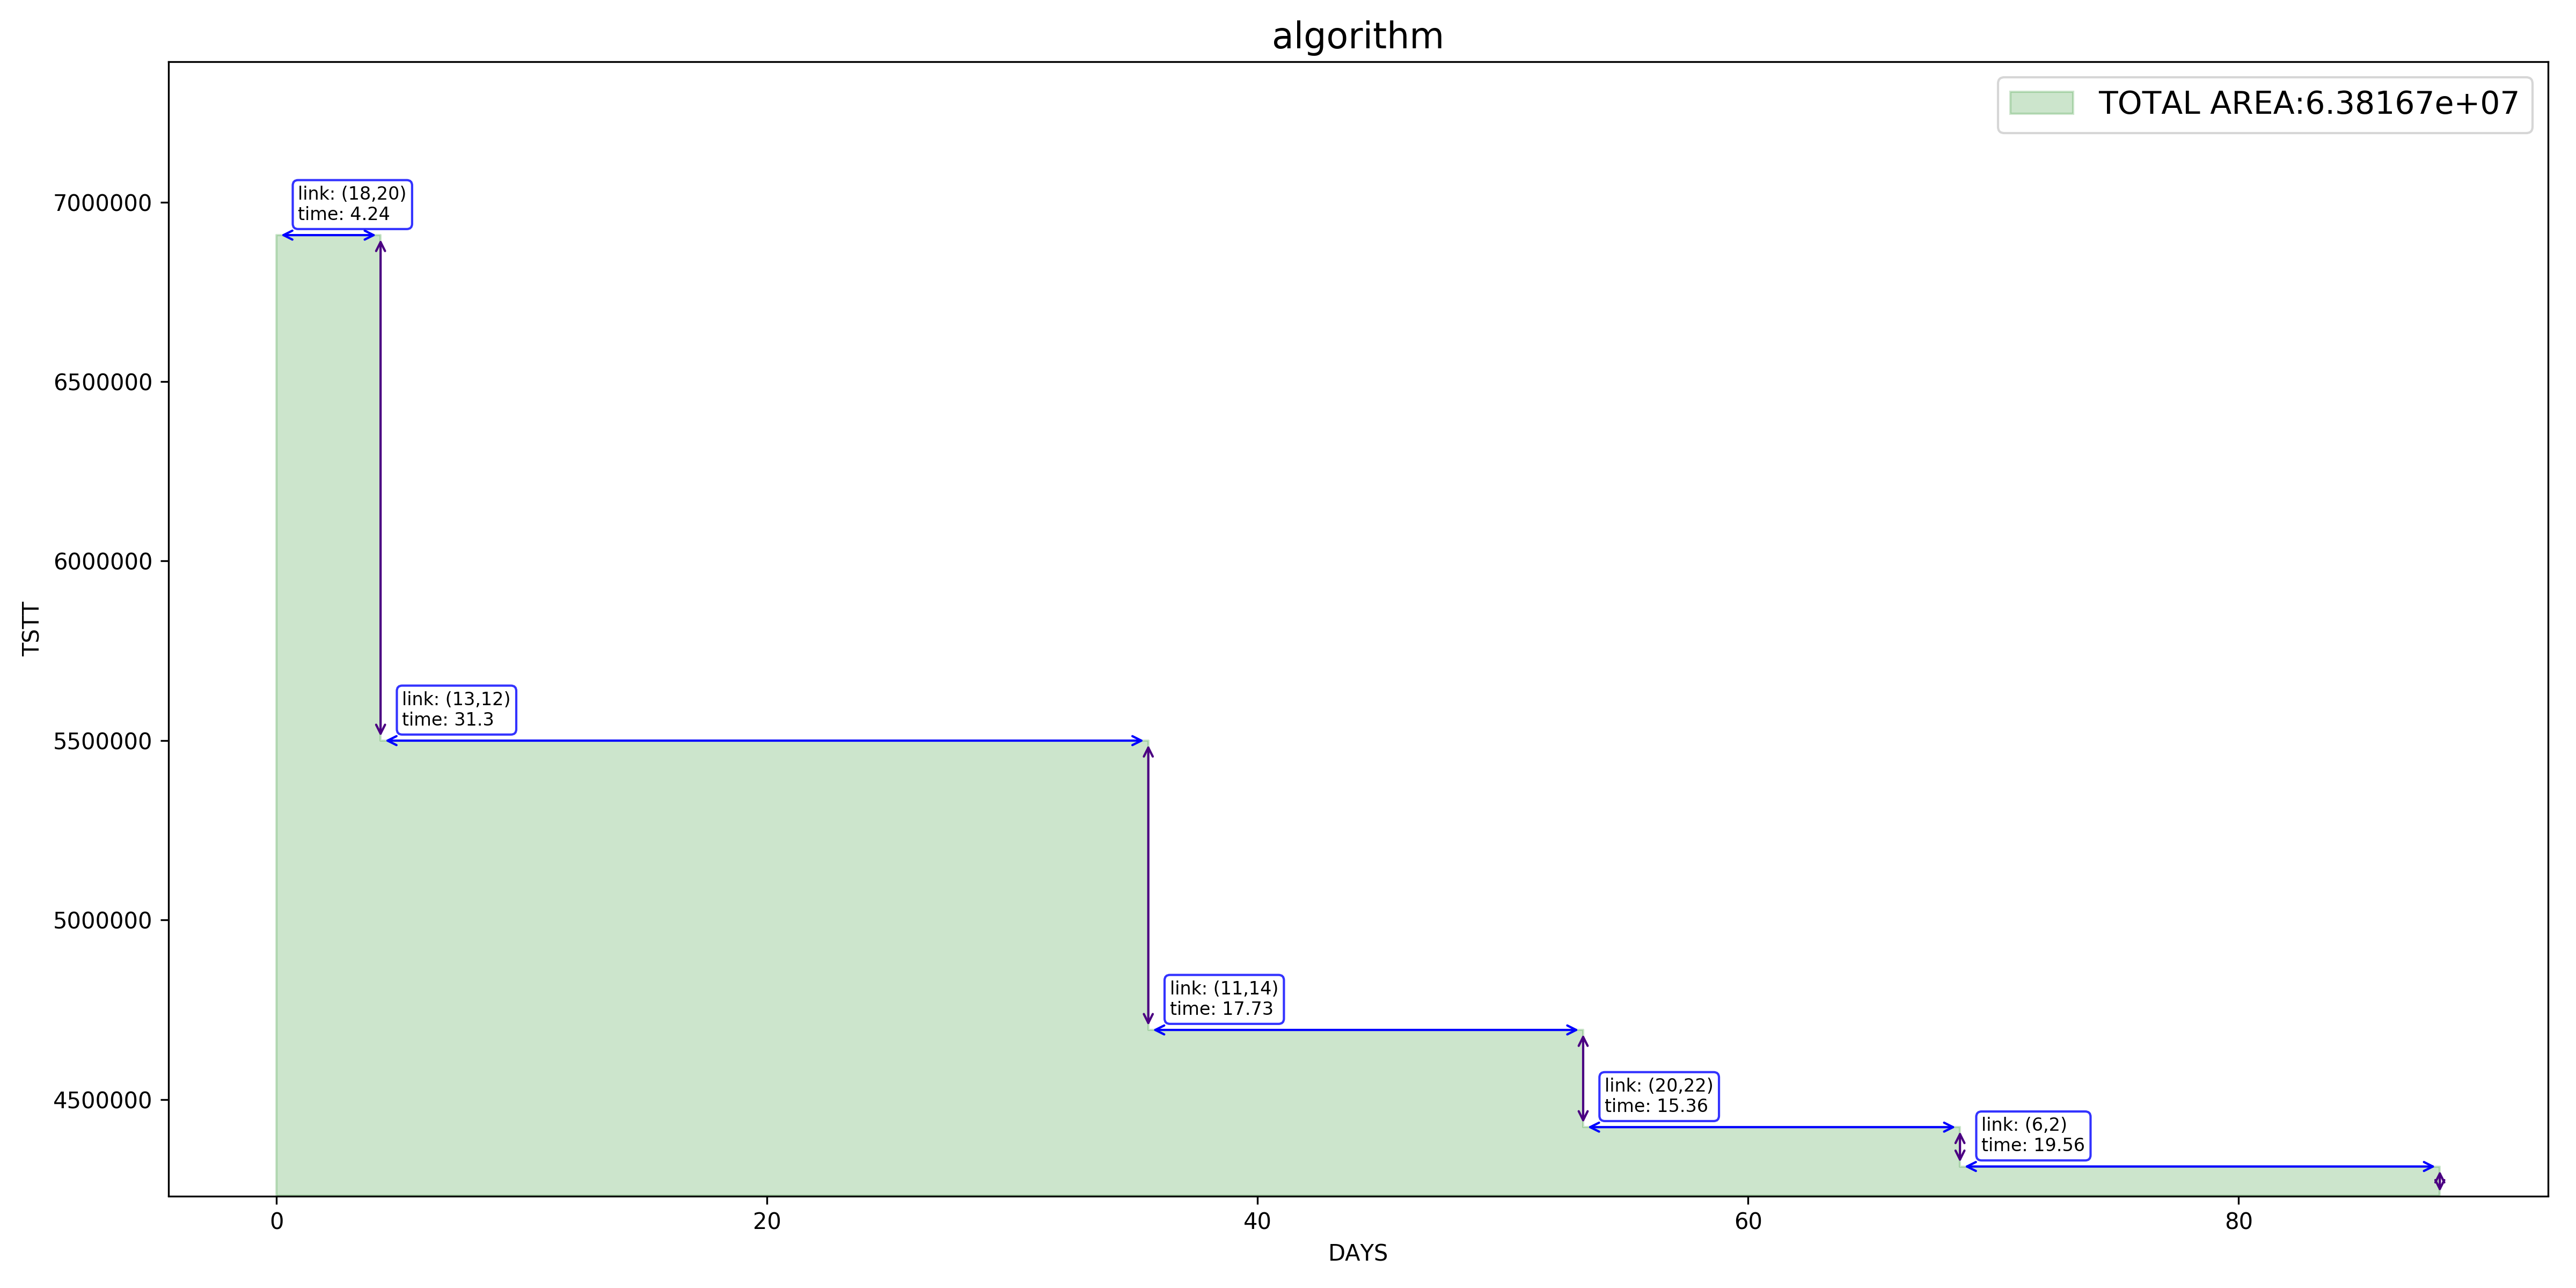 algorithm
TOTAL AREA:6.38167e+07
link: (18,20)
time: 4.24
link: (13,12)
time: 31.3
link: (11,14)
time: 17.73
link: (20,22)
time: 15.36
link: (6,2)
time: 19.56
7000000
6500000
6000000
5500000
5000000
4500000
TSTT
0 20 40 60 80
DAYS